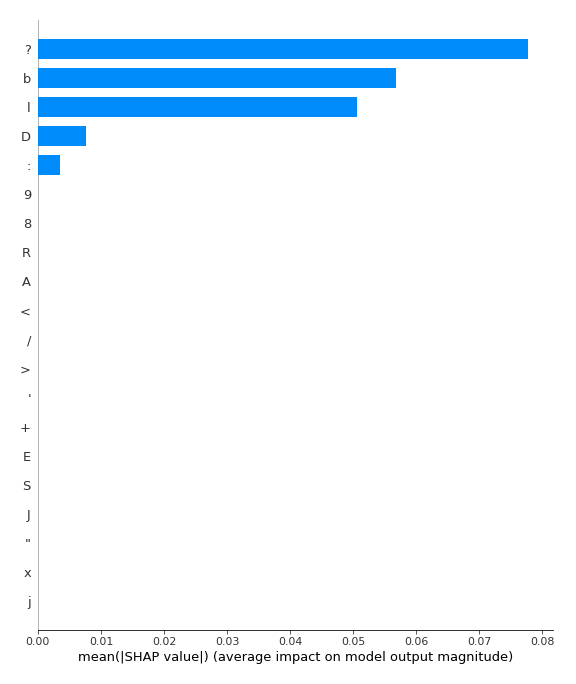 ?
b
l
D
:
9
8
R
A
<
/
>
'
+
E
S
J
"
x
j
0.00 0.01 0.02 0.03 0.04 0.05 0.06 0.07 0.08
mean(|SHAP value|) (average impact on model output magnitude)